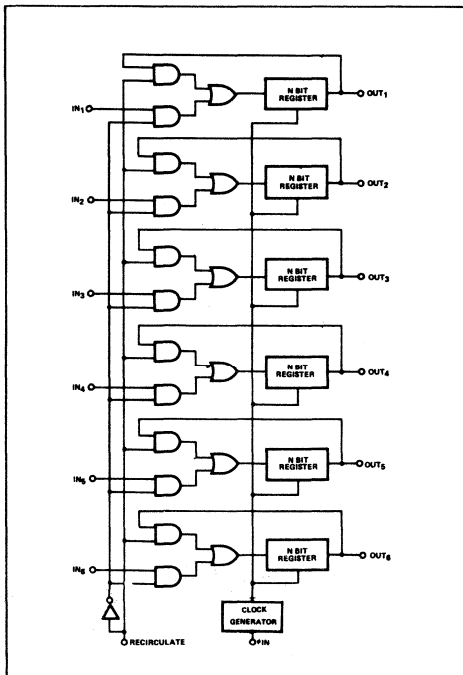 IN1
N BIT
REGISTER
OUT1
IN2
N BIT
REGISTER
OUT2
IN3
N BIT
REGISTER
OUT3
IN4
N BIT
REGISTER
OUT4
IN5
N BIT
REGISTER
OUT5
IN6
N BIT
REGISTER
OUT6
CLOCK
GENERATOR
RECIRCULATE
φIN